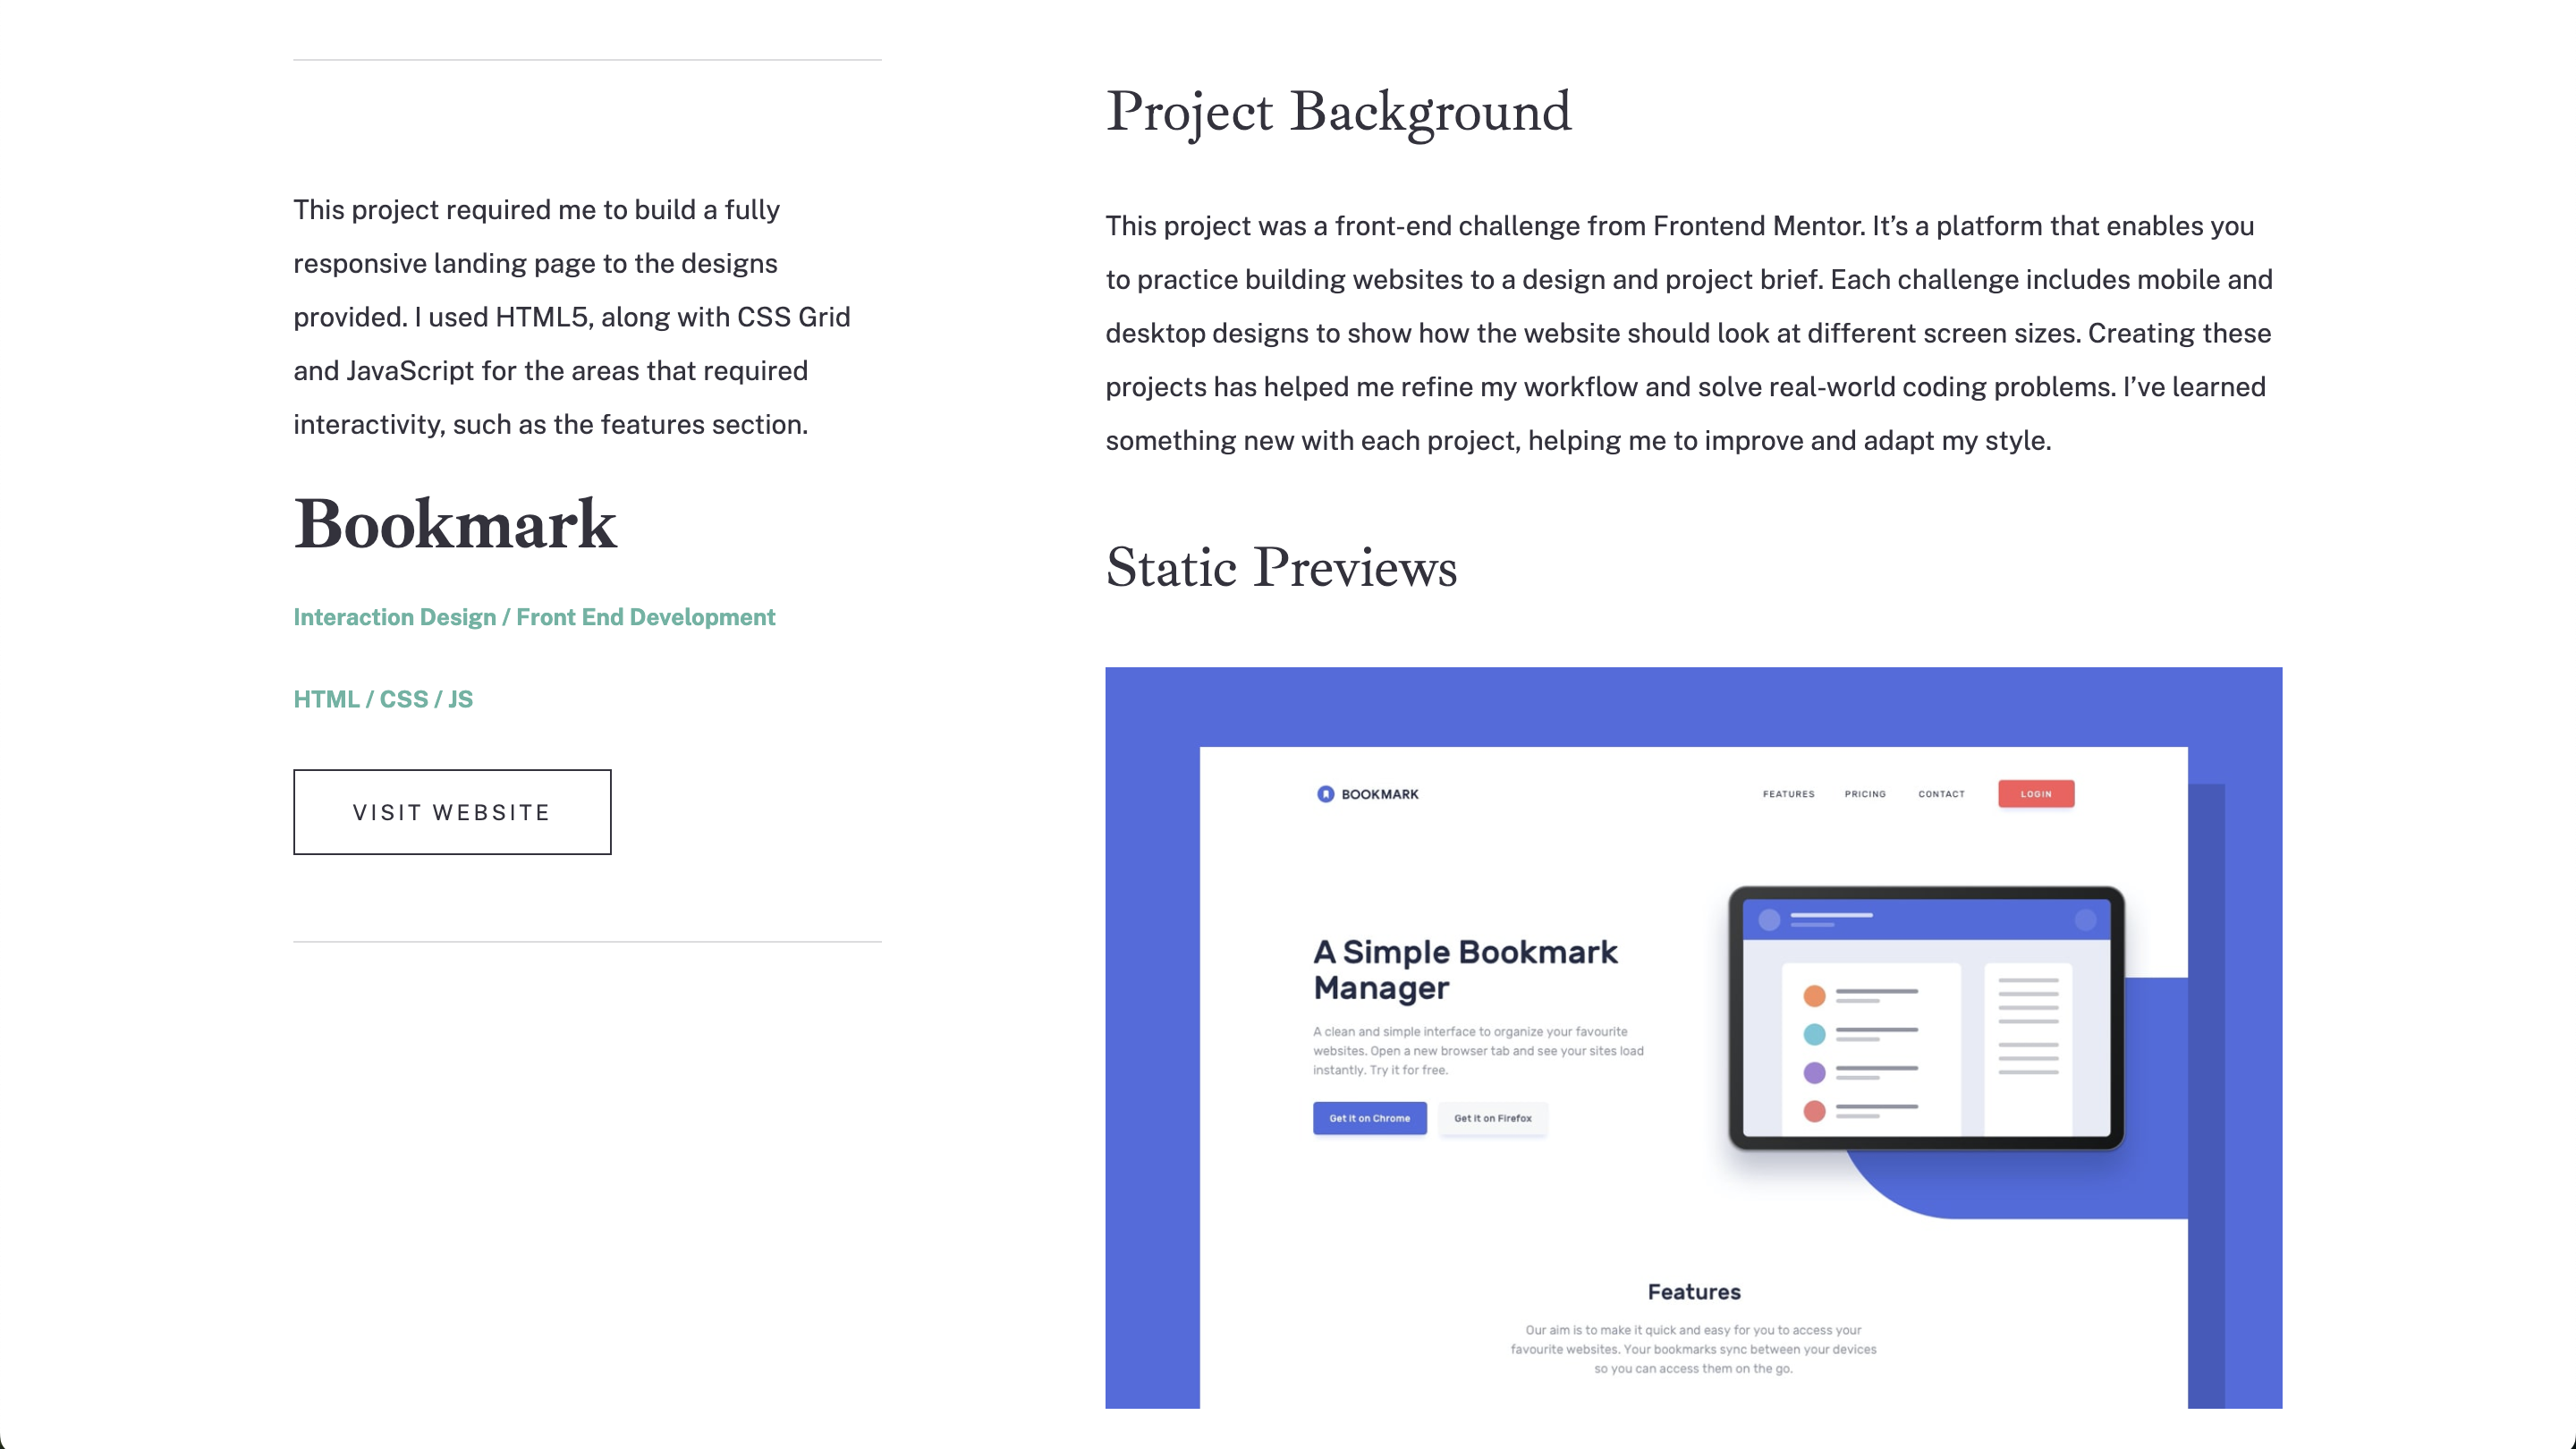 This project required me to build a fully
responsive landing page to the designs
provided. I used HTML5, along with CSS Grid
and JavaScript for the areas that required
interactivity, such as the features section.
Bookmark
Interaction Design / Front End Development
HTML / CSS / JS
VISIT WEBSITE
Project Background
This project was a front-end challenge from Frontend Mentor. It’s a platform that enables you
to practice building websites to a design and project brief. Each challenge includes mobile and
desktop designs to show how the website should look at different screen sizes. Creating these
projects has helped me refine my workflow and solve real-world coding problems. I’ve learned
something new with each project, helping me to improve and adapt my style.
Static Previews
BOOKMARK
FEATURES PRICING CONTACT LOGIN
A Simple Bookmark
Manager
A clean and simple interface to organize your favourite
websites. Open a new browser tab and see your sites load
instantly. Try it for free.
Get it on Chrome Get it on Firefox
Features
Our aim is to make it quick and easy for you to access your
favourite websites. Your bookmarks sync between your devices
so you can access them on the go.